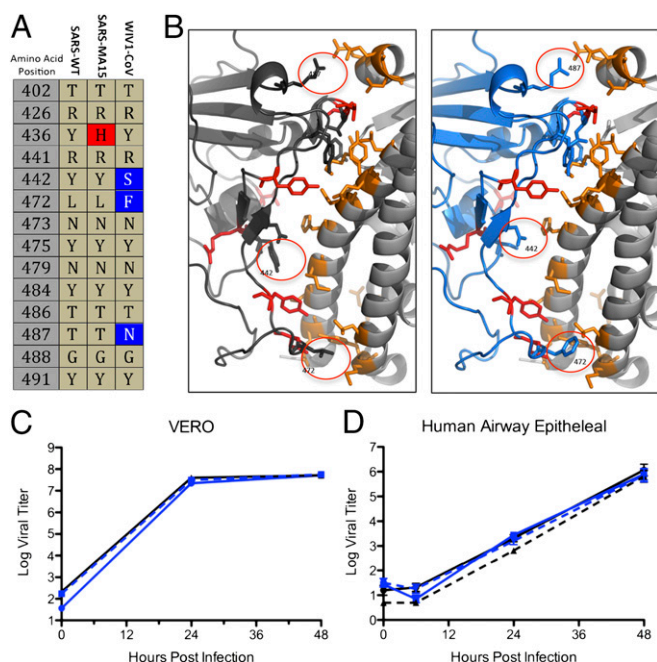 A
Amino Acid Position SARS-WT SARS-MA15 WIV1-CoV
402 T T T
426 R R R
436 Y H Y
441 R R R
442 Y Y S
472 L L F
473 N N N
475 Y Y Y
479 N N N
484 Y Y Y
486 T T T
487 T T N
488 G G G
491 Y Y Y
B
442
472
487
442
472
C
VERO
Log Viral Titer
9
8
7
6
5
4
3
2
1
0 12 24 36 48
Hours Post Infection
D
Human Airway Epitheleal
Log Viral Titer
6
5
4
3
2
1
0
0 12 24 36 48
Hours Post Infection